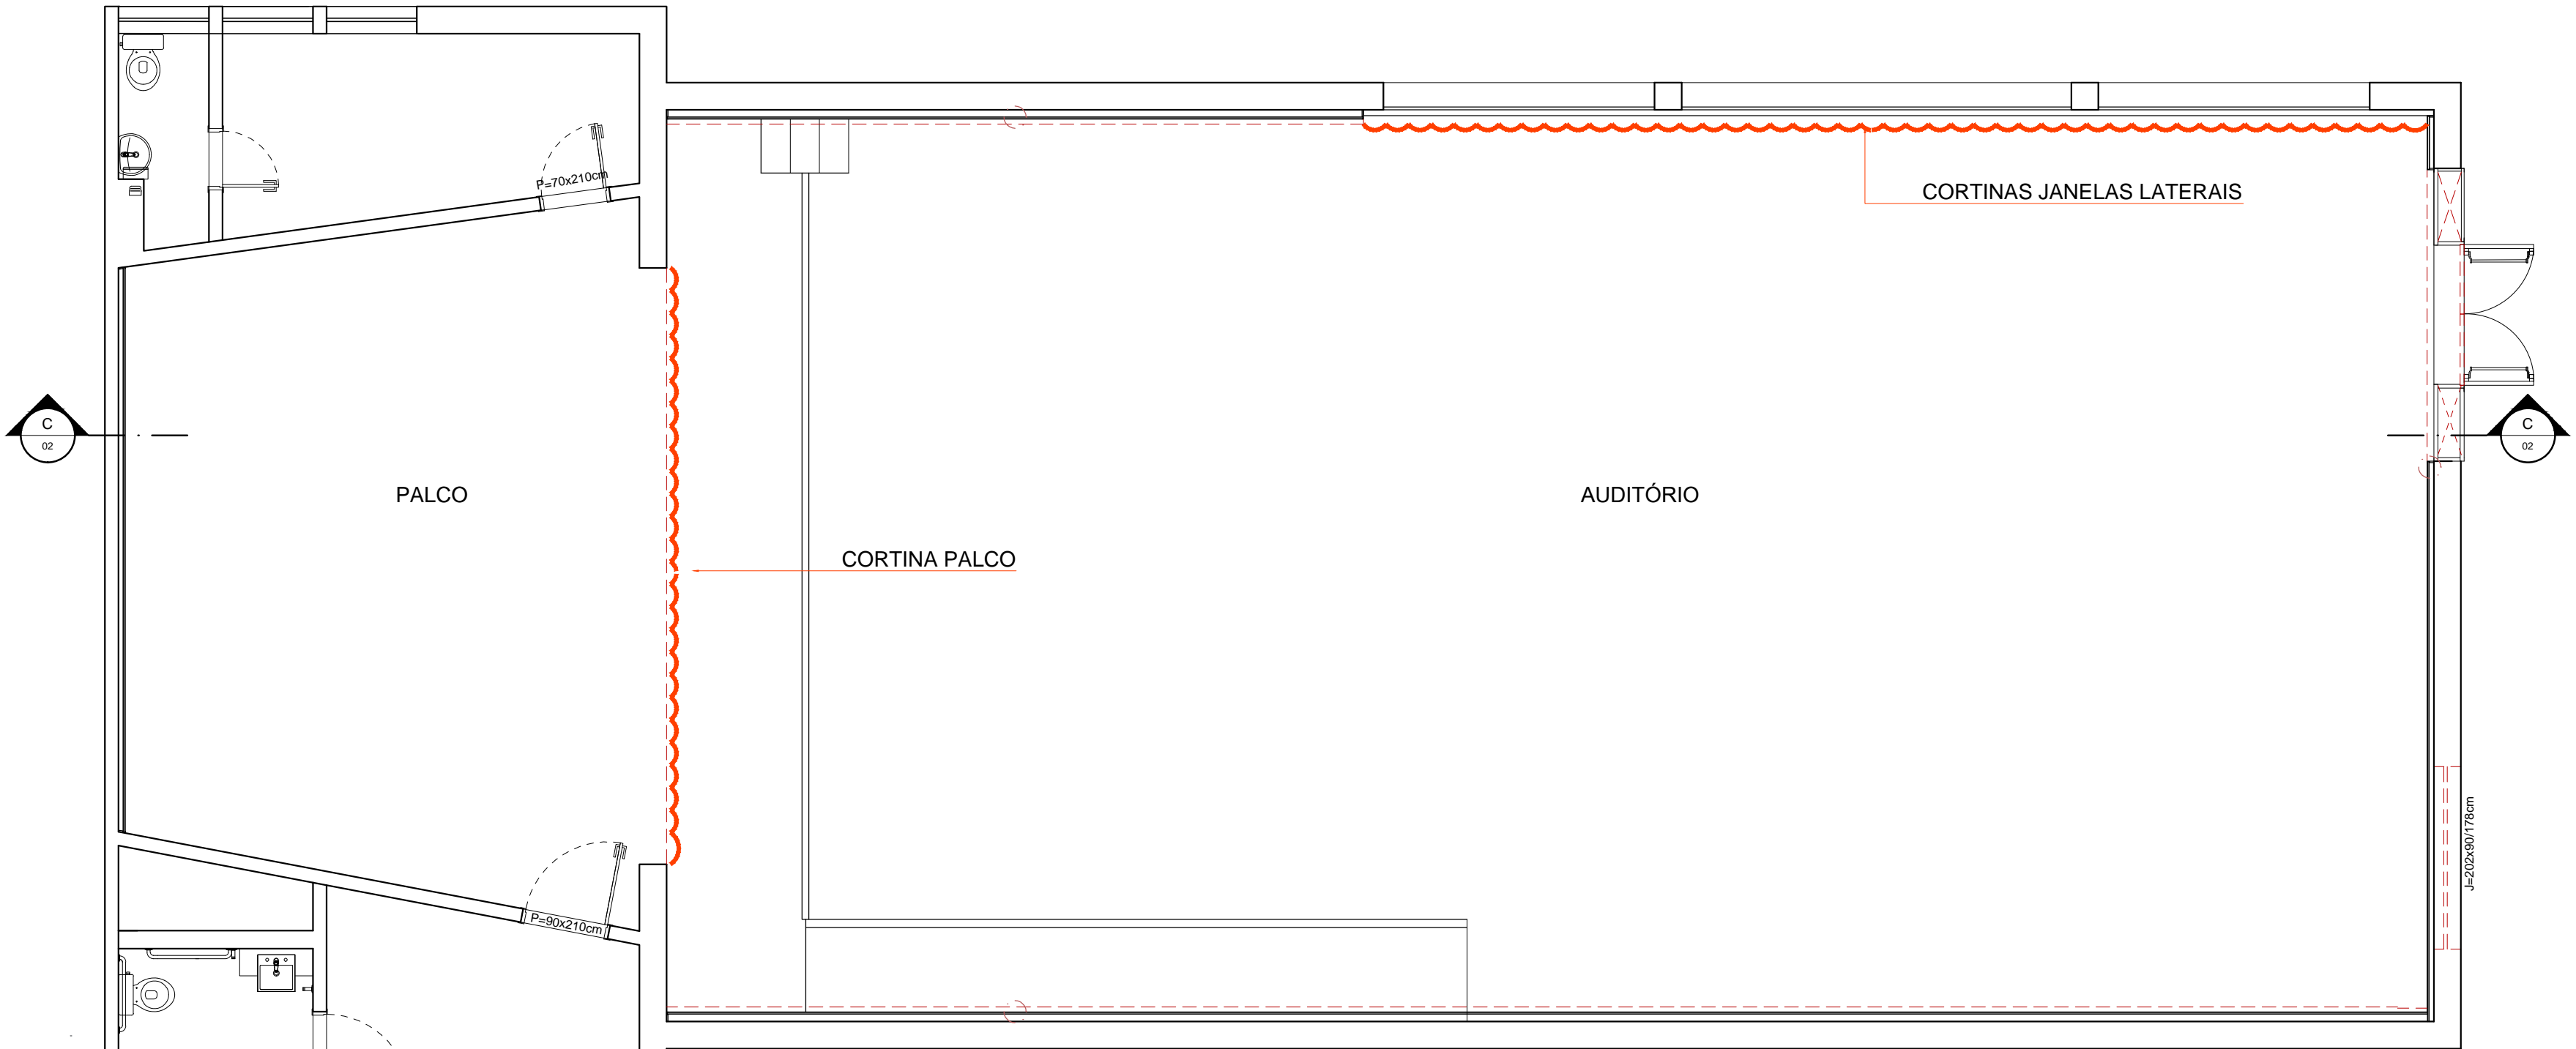 P=70x210cm
CORTINAS JANELAS LATERAIS
C
02
C
02
PALCO
AUDITÓRIO
CORTINA PALCO
J=202x90/178cm
P=90x210cm